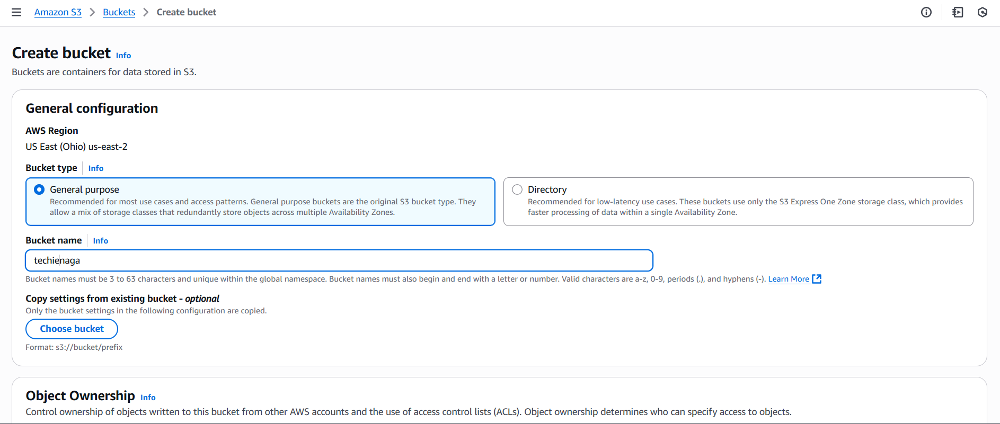 Amazon S3 > Buckets > Create bucket
Create bucket Info
Buckets are containers for data stored in S3.
General configuration
AWS Region
US East (Ohio) us-east-2
Bucket type Info
General purpose
Recommended for most use cases and access patterns. General purpose buckets are the original S3 bucket type. They
allow a mix of storage classes that redundantly store objects across multiple Availability Zones.
Directory
Recommended for low-latency use cases. These buckets use only the S3 Express One Zone storage class, which provides
faster processing of data within a single Availability Zone.
Bucket name Info
techienaga
Bucket names must be 3 to 63 characters and unique within the global namespace. Bucket names must also begin and end with a letter or number. Valid characters are a-z, 0-9, periods (.), and hyphens (-). Learn More
Copy settings from existing bucket - optional
Only the bucket settings in the following configuration are copied.
Choose bucket
Format: s3://bucket/prefix
Object Ownership Info
Control ownership of objects written to this bucket from other AWS accounts and the use of access control lists (ACLs). Object ownership determines who can specify access to objects.